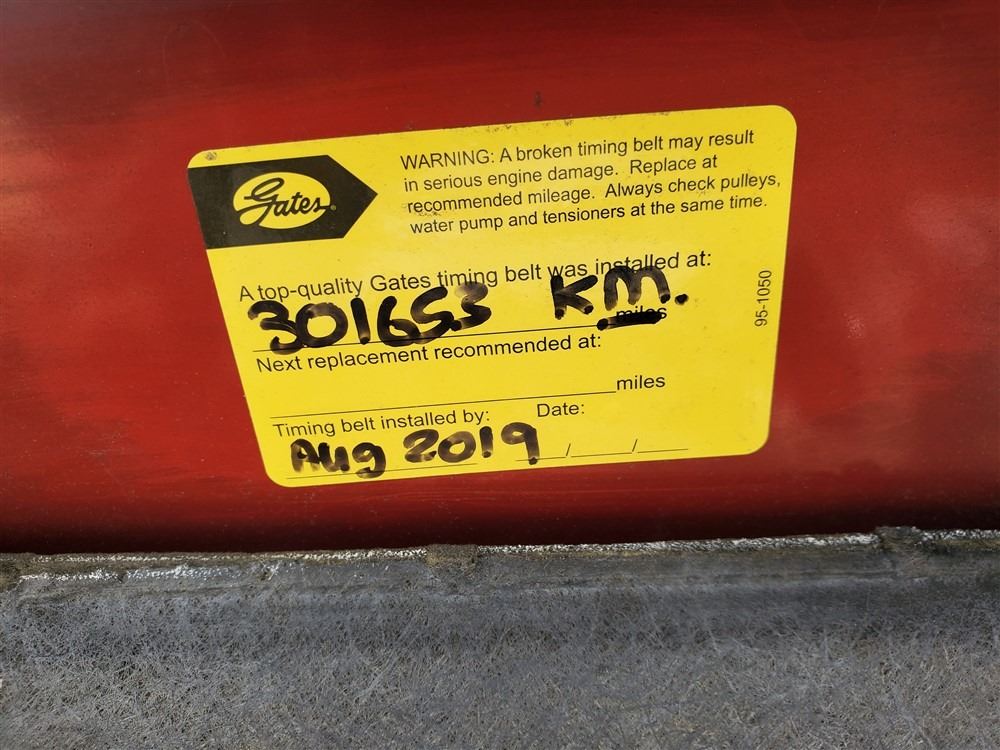 Gates
WARNING: A broken timing belt may result
in serious engine damage. Replace at
recommended mileage. Always check pulleys,
water pump and tensioners at the same time.
A top-quality Gates timing belt was installed at:
301653 KM.
miles
Next replacement recommended at:
miles
Timing belt installed by: Date:
Aug 2019 / /
95-1050